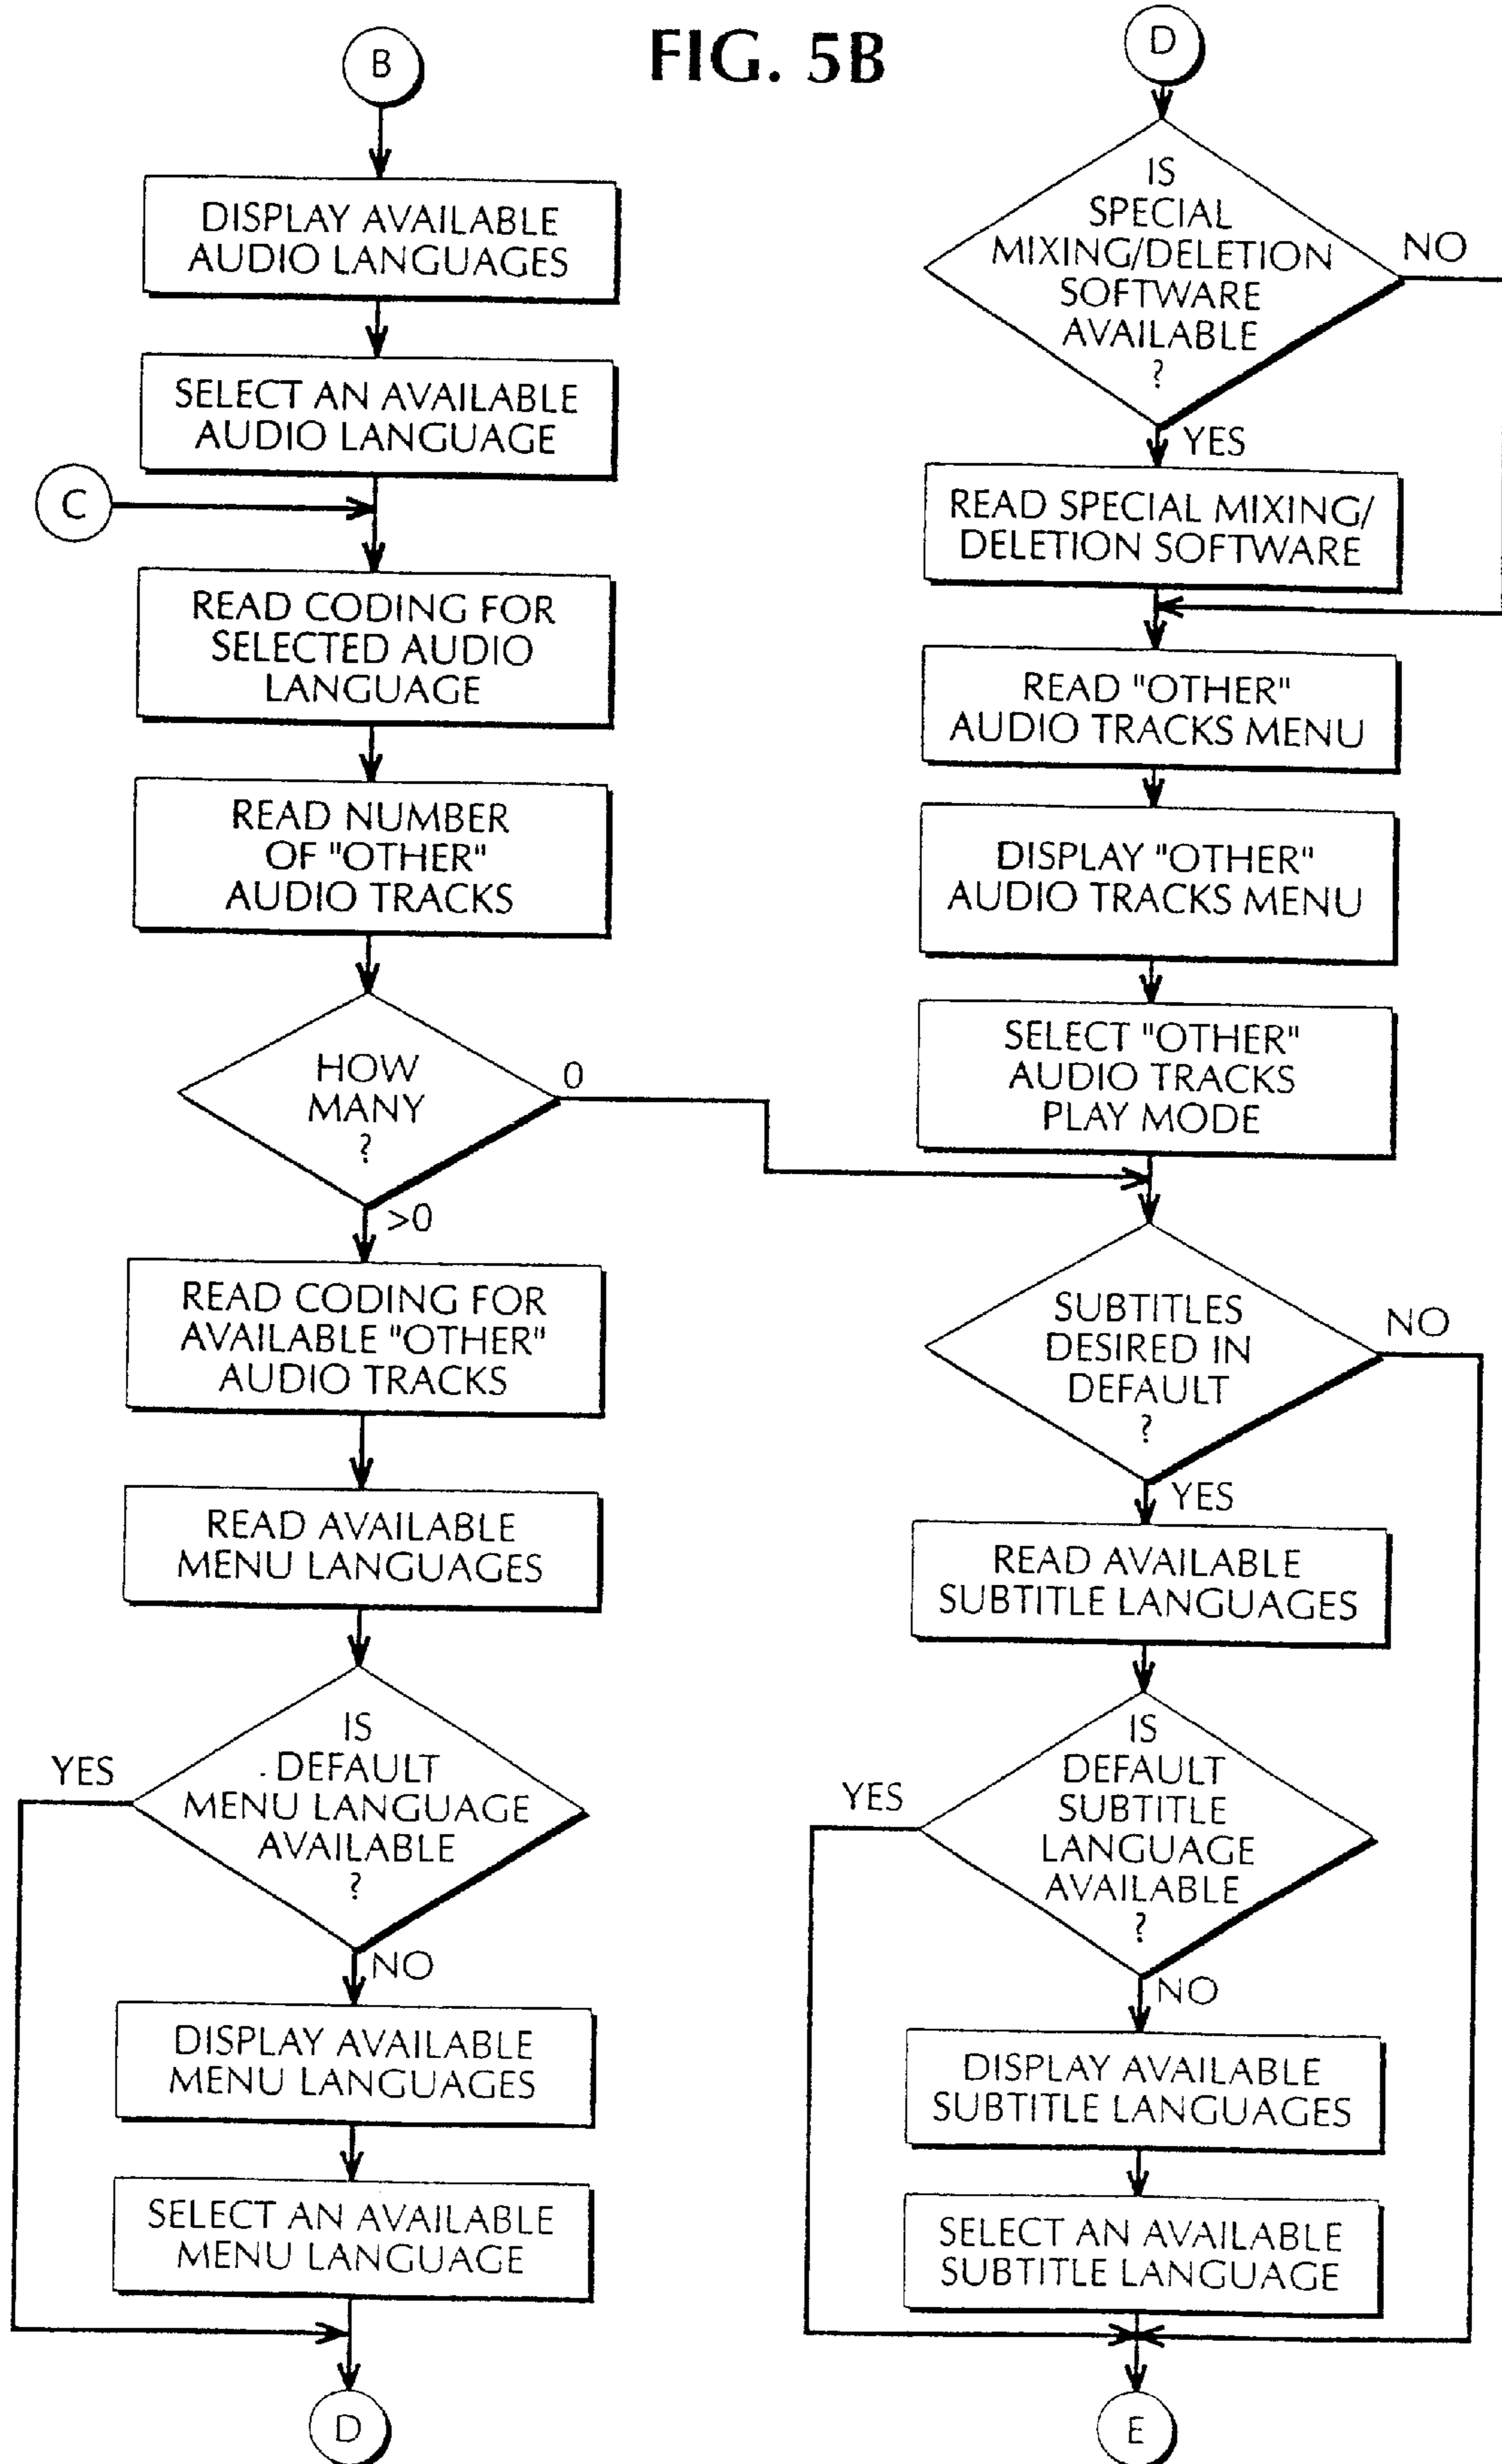 FIG. 5B
B
DISPLAY AVAILABLE
AUDIO LANGUAGES
SELECT AN AVAILABLE
AUDIO LANGUAGE
C
READ CODING FOR
SELECTED AUDIO
LANGUAGE
READ NUMBER
OF "OTHER"
AUDIO TRACKS
HOW
MANY
?
0
>0
READ CODING FOR
AVAILABLE "OTHER"
AUDIO TRACKS
READ AVAILABLE
MENU LANGUAGES
IS
DEFAULT
MENU LANGUAGE
AVAILABLE
?
YES
NO
DISPLAY AVAILABLE
MENU LANGUAGES
SELECT AN AVAILABLE
MENU LANGUAGE
D
D
IS
SPECIAL
MIXING/DELETION
SOFTWARE
AVAILABLE
?
NO
YES
READ SPECIAL MIXING/
DELETION SOFTWARE
READ "OTHER"
AUDIO TRACKS MENU
DISPLAY "OTHER"
AUDIO TRACKS MENU
SELECT "OTHER"
AUDIO TRACKS
PLAY MODE
SUBTITLES
DESIRED IN
DEFAULT
?
NO
YES
READ AVAILABLE
SUBTITLE LANGUAGES
IS
DEFAULT
SUBTITLE
LANGUAGE
AVAILABLE
?
YES
NO
DISPLAY AVAILABLE
SUBTITLE LANGUAGES
SELECT AN AVAILABLE
SUBTITLE LANGUAGE
E